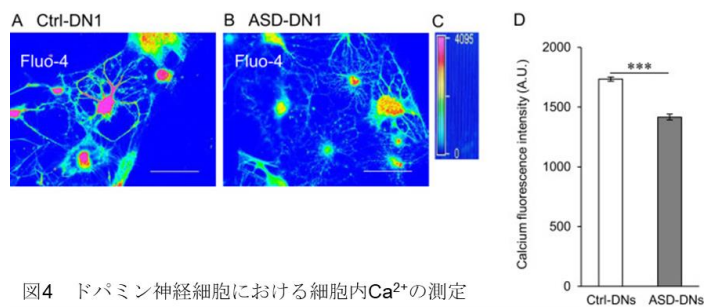 A Ctrl-DN1
B ASD-DN1
C
D
Fluo-4
Fluo-4
4095
0
Calcium fluorescence intensity (A.U.)
2000
1500
1000
500
0
***
Ctrl-DNs ASD-DNs
図4 ドパミン神経細胞における細胞内Ca²⁺の測定